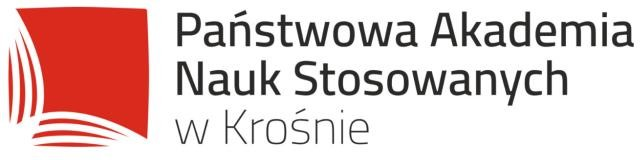 Państwowa Akademia
Nauk Stosowanych
w Krośnie